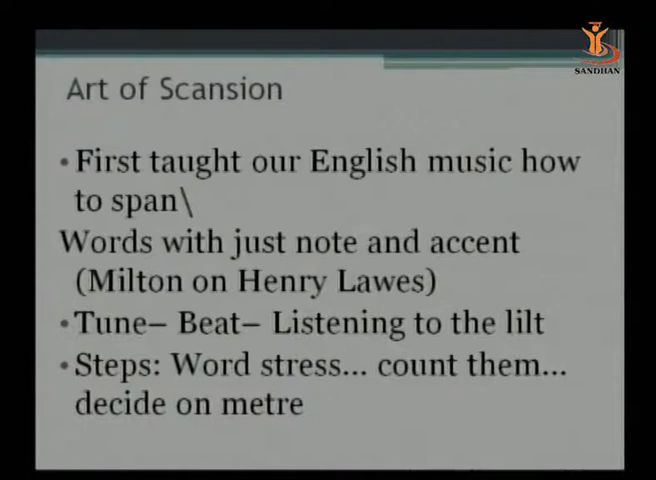 SANDHAN
Art of Scansion
• First taught our English music how
to span\
Words with just note and accent
(Milton on Henry Lawes)
• Tune– Beat– Listening to the lilt
• Steps: Word stress... count them...
decide on metre